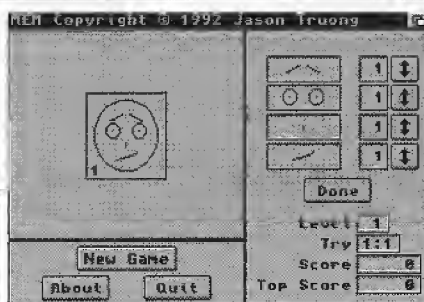 MEM Copyright © 1992 Jason Truong
1
1
1
1
1
Done
Level 1
Try 1:1
Score 0
Top Score 0
New Game
About Quit